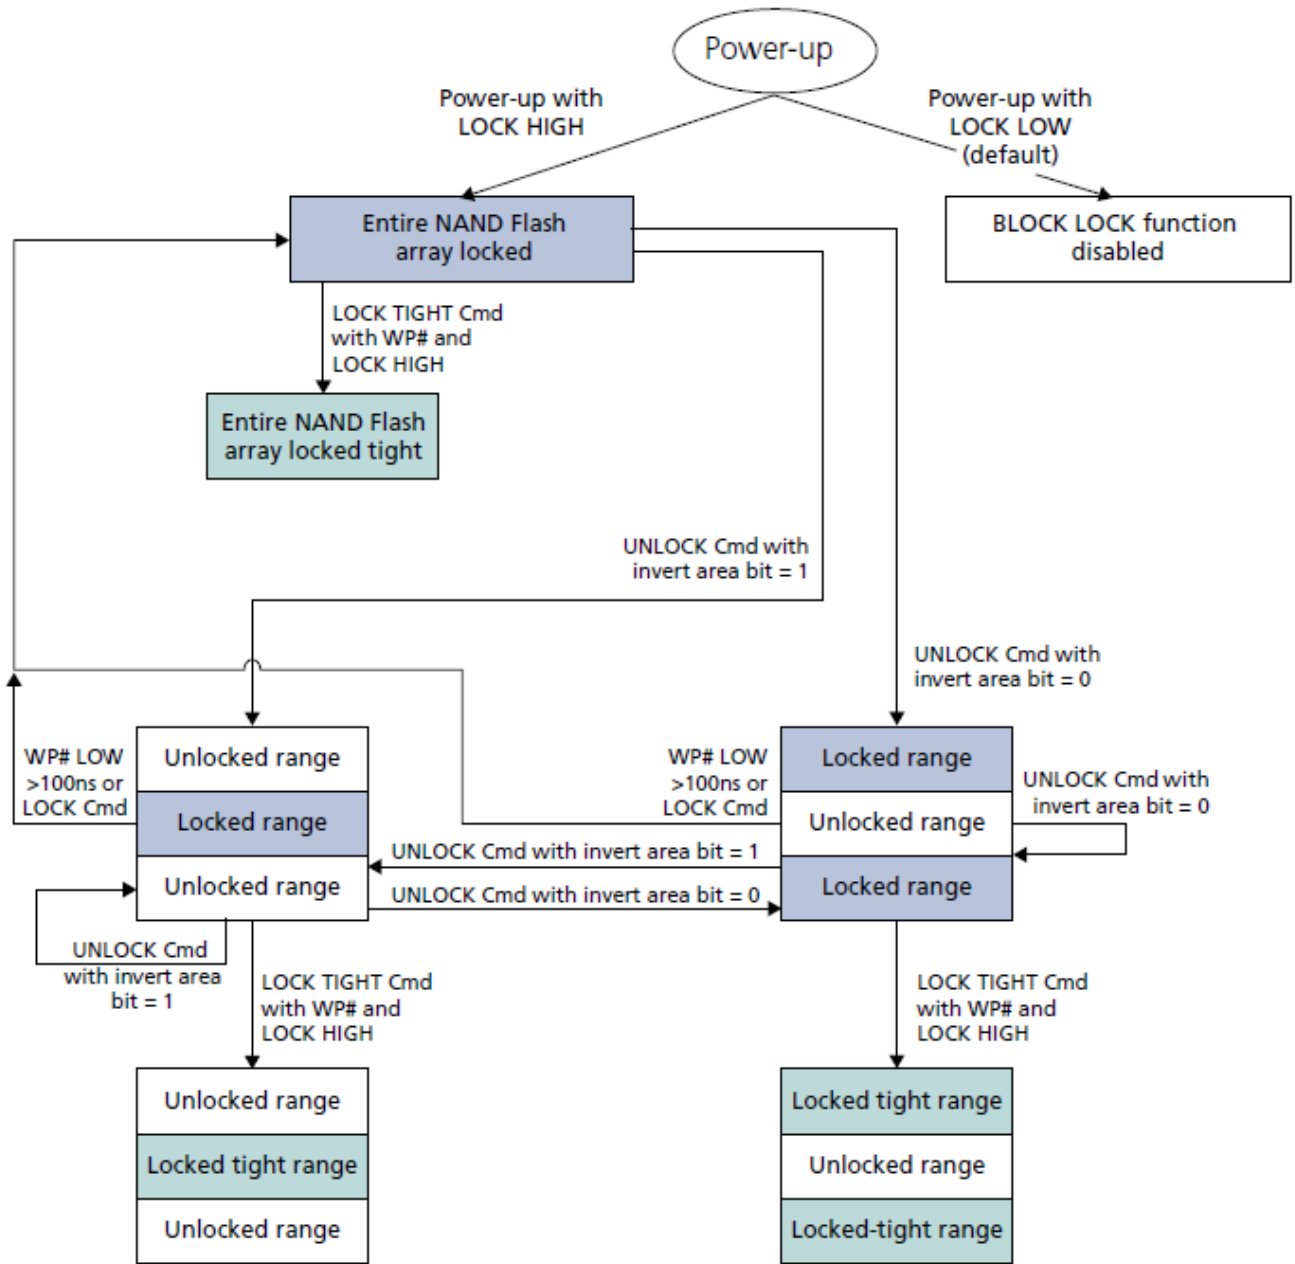 Power-up
Power-up with
LOCK HIGH
Power-up with
LOCK LOW
(default)
Entire NAND Flash
array locked
BLOCK LOCK function
disabled
LOCK TIGHT Cmd
with WP# and
LOCK HIGH
Entire NAND Flash
array locked tight
UNLOCK Cmd with
invert area bit = 1
UNLOCK Cmd with
invert area bit = 0
WP# LOW
>100ns or
LOCK Cmd
Unlocked range
Locked range
Unlocked range
WP# LOW
>100ns or
LOCK Cmd
Locked range
Unlocked range
Locked range
UNLOCK Cmd with
invert area bit = 0
UNLOCK Cmd with invert area bit = 1
UNLOCK Cmd with invert area bit = 0
UNLOCK Cmd
with invert area
bit = 1
LOCK TIGHT Cmd
with WP# and
LOCK HIGH
LOCK TIGHT Cmd
with WP# and
LOCK HIGH
Unlocked range
Locked tight range
Unlocked range
Locked tight range
Unlocked range
Locked-tight range